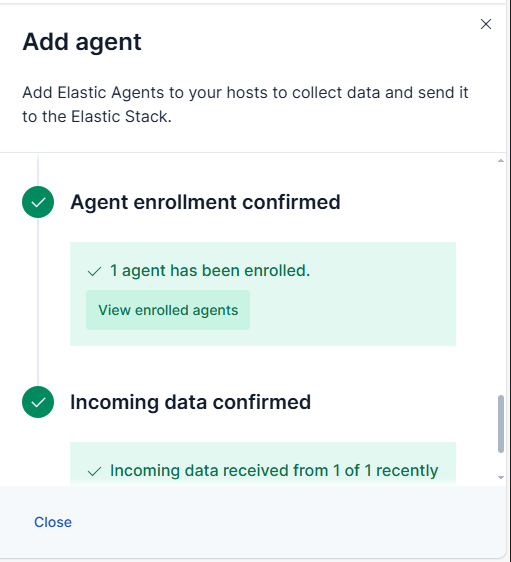 Add agent
Add Elastic Agents to your hosts to collect data and send it
to the Elastic Stack.
Agent enrollment confirmed
1 agent has been enrolled.
View enrolled agents
Incoming data confirmed
Incoming data received from 1 of 1 recently
Close